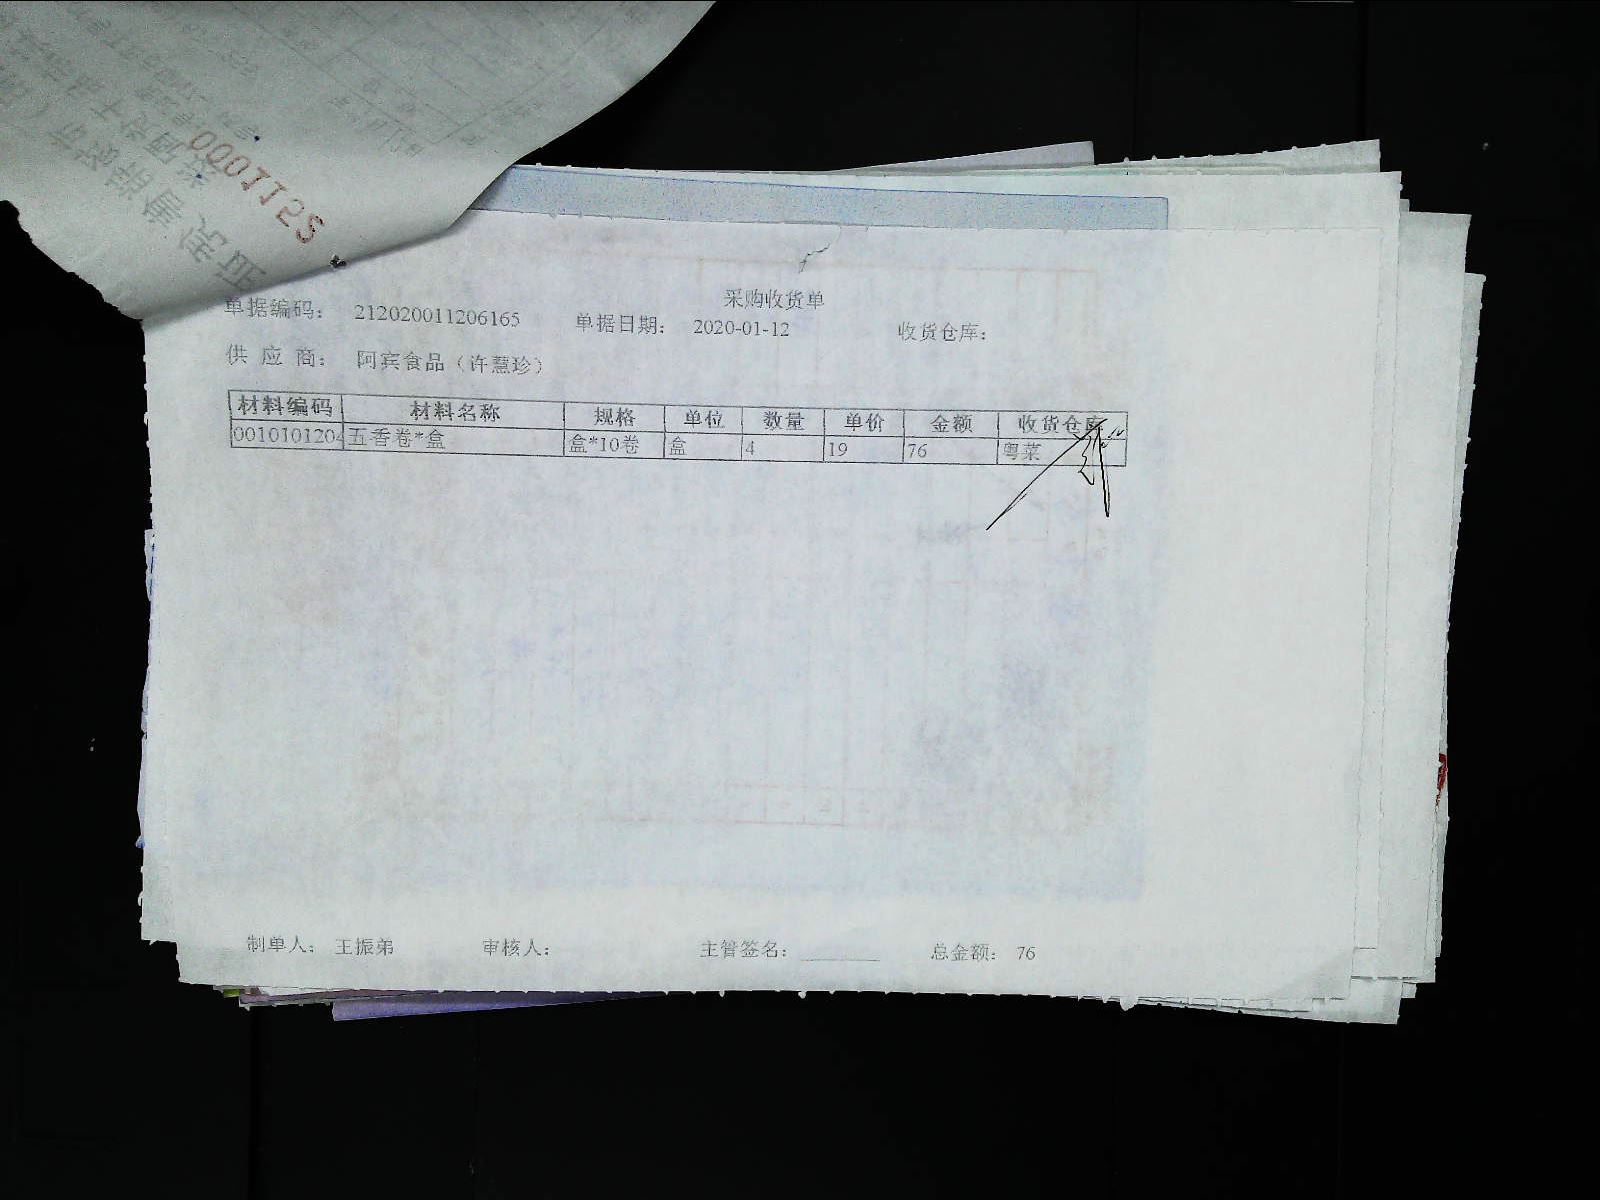 0001152
采购收货单
单据编码： 212020011206165 单据日期： 2020-01-12 收货仓库：
供 应 商： 阿宾食品（许慧珍）
材料编码 材料名称 规格 单位 数量 单价 金额 收货仓库
0010101204 五香卷*盒 盒*10卷 盒 4 19 76 粤菜
制单人： 王振弟 审核人： 主管签名： 总金额： 76